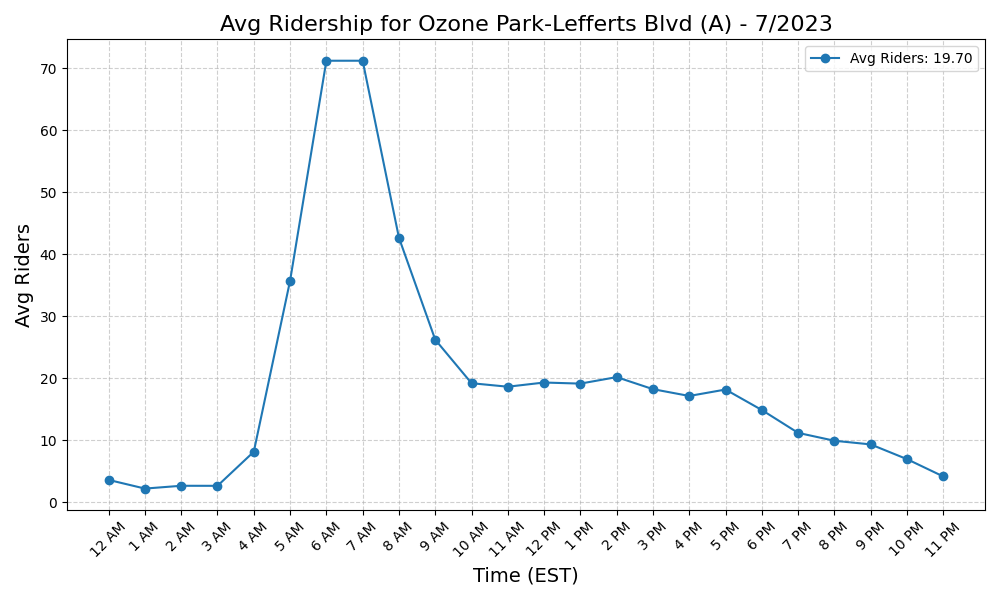 Avg Ridership for Ozone Park-Lefferts Blvd (A) - 7/2023
Avg Riders: 19.70
Avg Riders
70
60
50
40
30
20
10
0
12 AM
1 AM
2 AM
3 AM
4 AM
5 AM
6 AM
7 AM
8 AM
9 AM
10 AM
11 AM
12 PM
1 PM
2 PM
3 PM
4 PM
5 PM
6 PM
7 PM
8 PM
9 PM
10 PM
11 PM
Time (EST)